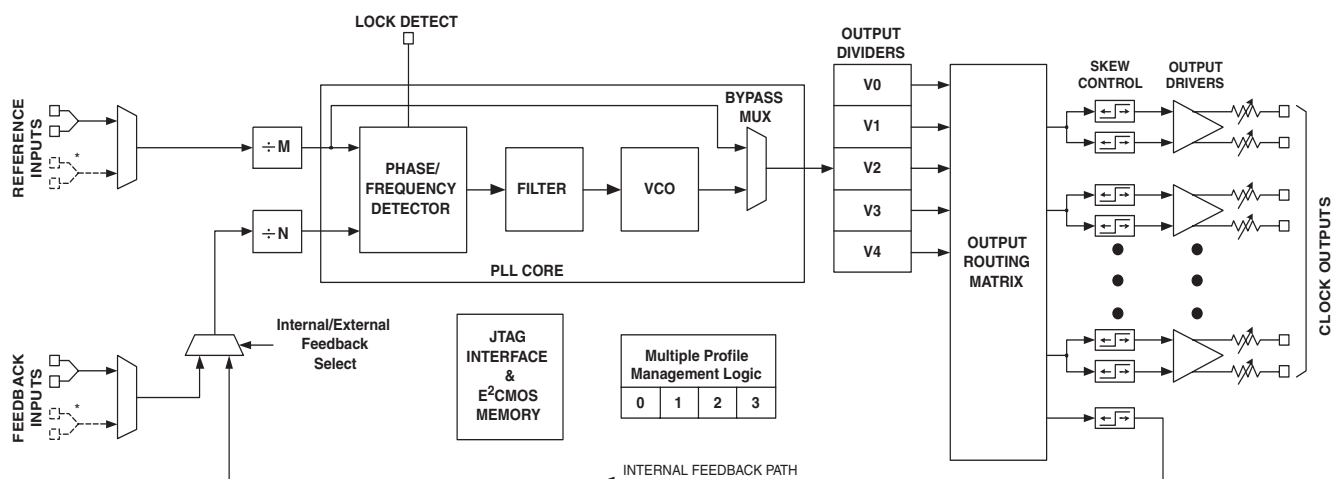 LOCK DETECT
OUTPUT
DIVIDERS
SKEW
CONTROL
OUTPUT
DRIVERS
REFERENCE
INPUTS
*
÷M
÷N
PHASE/
FREQUENCY
DETECTOR
FILTER
VCO
BYPASS
MUX
PLL CORE
V0
V1
V2
V3
V4
OUTPUT
ROUTING
MATRIX
CLOCK OUTPUTS
Internal/External
Feedback
Select
FEEDBACK
INPUTS
*
JTAG
INTERFACE
&
E²CMOS
MEMORY
Multiple Profile
Management Logic
0 1 2 3
INTERNAL FEEDBACK PATH